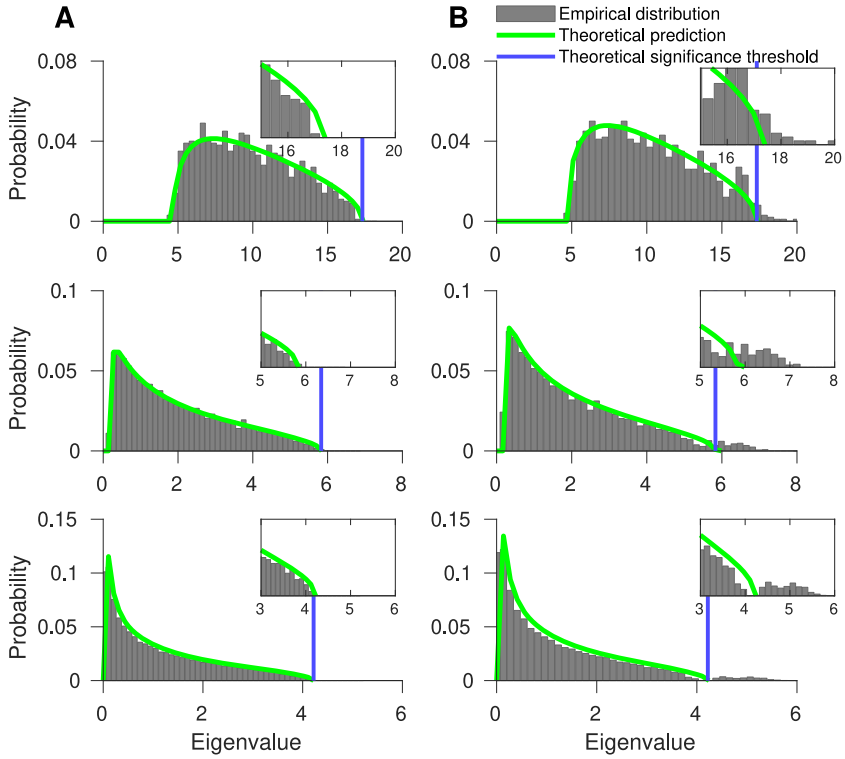 A
B
Empirical distribution
Theoretical prediction
Theoretical significance threshold
0.08
0.04
0
Probability
16 18 20
0 5 10 15 20
16 18 20
0.08
0.04
0
0 5 10 15 20
0.1
0.05
0
Probability
5 6 7 8
0 2 4 6 8
0.1
0.05
0
5 6 7 8
0 2 4 6 8
0.15
0.1
0.05
0
Probability
3 4 5 6
0 2 4 6
Eigenvalue
0.15
0.1
0.05
0
3 4 5 6
0 2 4 6
Eigenvalue